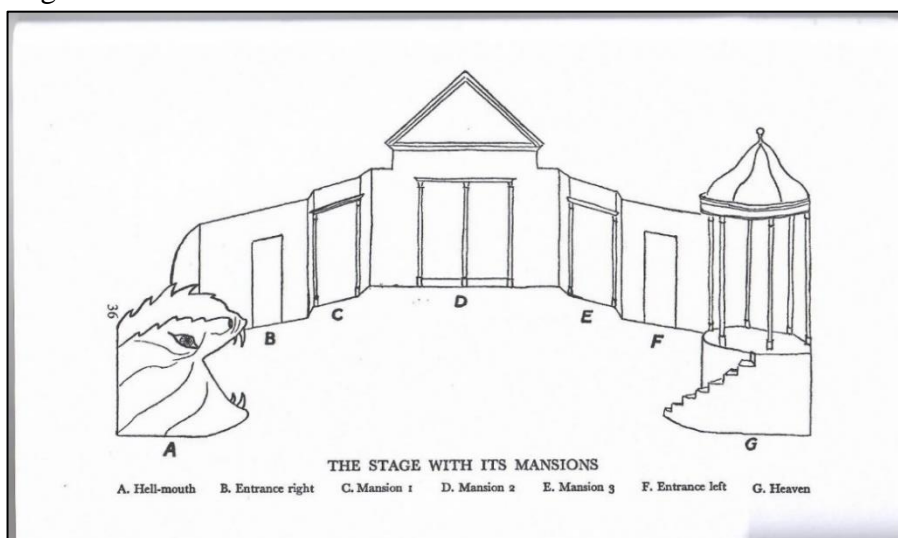 36
B
C
D
E
F
A
G
THE STAGE WITH ITS MANSIONS
A. Hell-mouth B. Entrance right C. Mansion 1 D. Mansion 2 E. Mansion 3 F. Entrance left G. Heaven